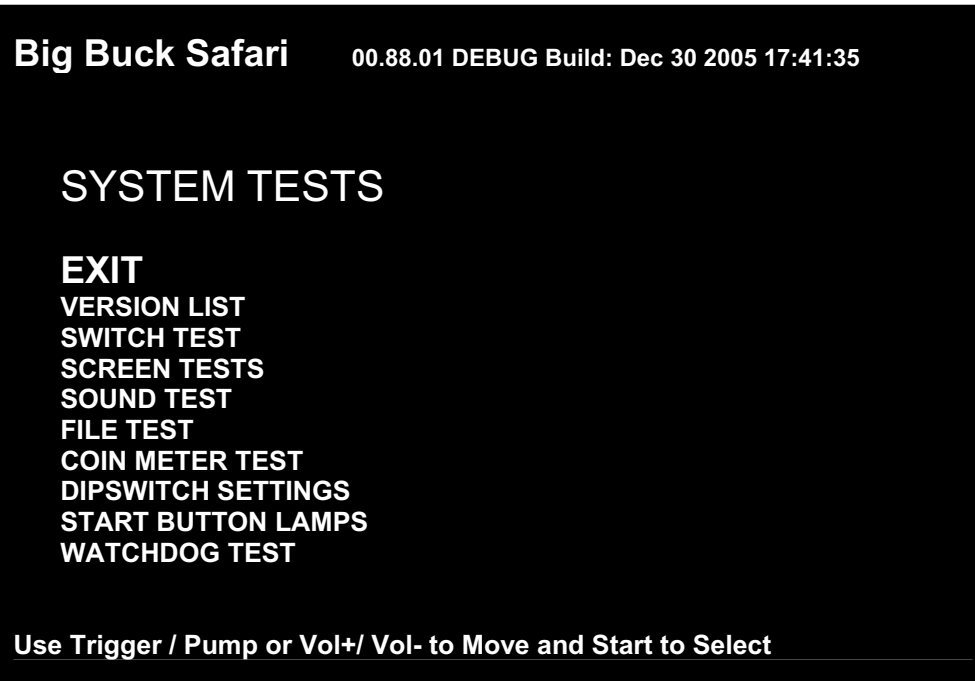 Big Buck Safari 00.88.01 DEBUG Build: Dec 30 2005 17:41:35
SYSTEM TESTS
EXIT
VERSION LIST
SWITCH TEST
SCREEN TESTS
SOUND TEST
FILE TEST
COIN METER TEST
DIPSWITCH SETTINGS
START BUTTON LAMPS
WATCHDOG TEST
Use Trigger / Pump or Vol+/ Vol- to Move and Start to Select